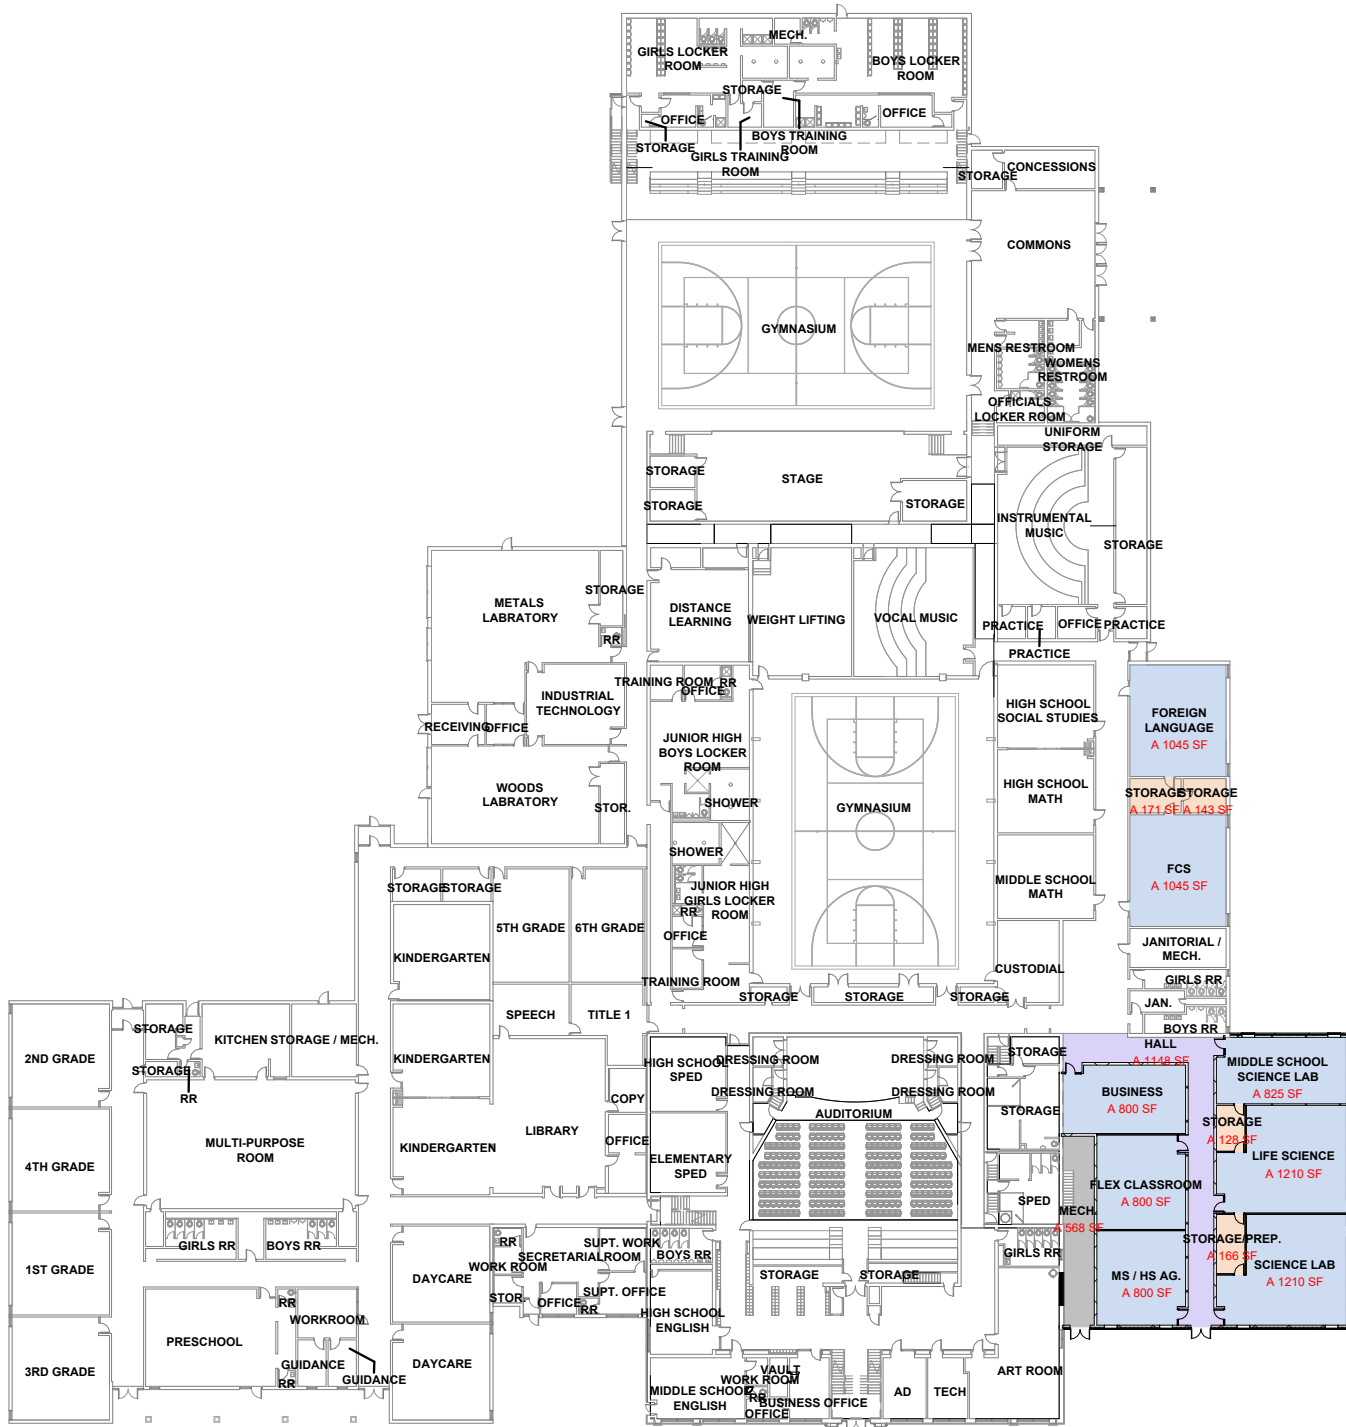 MECH.
GIRLS LOCKER
ROOM
BOYS LOCKER
ROOM
STORAGE
OFFICE
OFFICE
STORAGE
BOYS TRAINING
ROOM
GIRLS TRAINING
ROOM
CONCESSIONS
STORAGE
COMMONS
GYMNASIUM
MENS RESTROOM
WOMENS
RESTROOM
OFFICIALS
LOCKER ROOM
UNIFORM
STORAGE
STORAGE
STAGE
STORAGE
STORAGE
INSTRUMENTAL
MUSIC
STORAGE
METALS
LABRATORY
STORAGE
RR
DISTANCE
LEARNING
WEIGHT LIFTING
VOCAL MUSIC
PRACTICE
OFFICE
PRACTICE
PRACTICE
TRAINING ROOM
RR
OFFICE
INDUSTRIAL
TECHNOLOGY
RECEIVING
OFFICE
HIGH SCHOOL
SOCIAL STUDIES
FOREIGN
LANGUAGE
A 1045 SF
JUNIOR HIGH
BOYS LOCKER
ROOM
WOODS
LABRATORY
STOR.
SHOWER
GYMNASIUM
HIGH SCHOOL
MATH
STORAGE
STORAGE
A 171 SF
A 143 SF
SHOWER
FCS
A 1045 SF
STORAGE
STORAGE
JUNIOR HIGH
GIRLS LOCKER
ROOM
RR
MIDDLE SCHOOL
MATH
5TH GRADE
6TH GRADE
OFFICE
KINDERGARTEN
JANITORIAL /
MECH.
CUSTODIAL
TRAINING ROOM
GIRLS RR
STORAGE
STORAGE
STORAGE
JAN.
SPEECH
TITLE 1
BOYS RR
STORAGE
KITCHEN STORAGE / MECH.
2ND GRADE
HALL
A 1148 SF
STORAGE
RR
KINDERGARTEN
HIGH SCHOOL
SPED
DRESSING ROOM
DRESSING ROOM
STORAGE
MIDDLE SCHOOL
SCIENCE LAB
A 825 SF
DRESSING ROOM
DRESSING ROOM
BUSINESS
A 800 SF
COPY
AUDITORIUM
STORAGE
STORAGE
A 128 SF
LIBRARY
OFFICE
4TH GRADE
MULTI-PURPOSE
ROOM
KINDERGARTEN
ELEMENTARY
SPED
LIFE SCIENCE
A 1210 SF
FLEX CLASSROOM
A 800 SF
SPED
MECH.
A 568 SF
GIRLS RR
BOYS RR
RR
SUPT. WORK
ROOM
SECRETARIAL
WORK ROOM
BOYS RR
GIRLS RR
STORAGE/PREP.
A 166 SF
SCIENCE LAB
A 1210 SF
1ST GRADE
DAYCARE
STOR.
OFFICE
SUPT. OFFICE
RR
STORAGE
STORAGE
MS / HS AG.
A 800 SF
RR
WORKROOM
HIGH SCHOOL
ENGLISH
PRESCHOOL
GUIDANCE
GUIDANCE
RR
3RD GRADE
DAYCARE
VAULT
WORK ROOM
RR
OFFICE
MIDDLE SCHOOL
ENGLISH
BUSINESS OFFICE
AD
TECH
ART ROOM